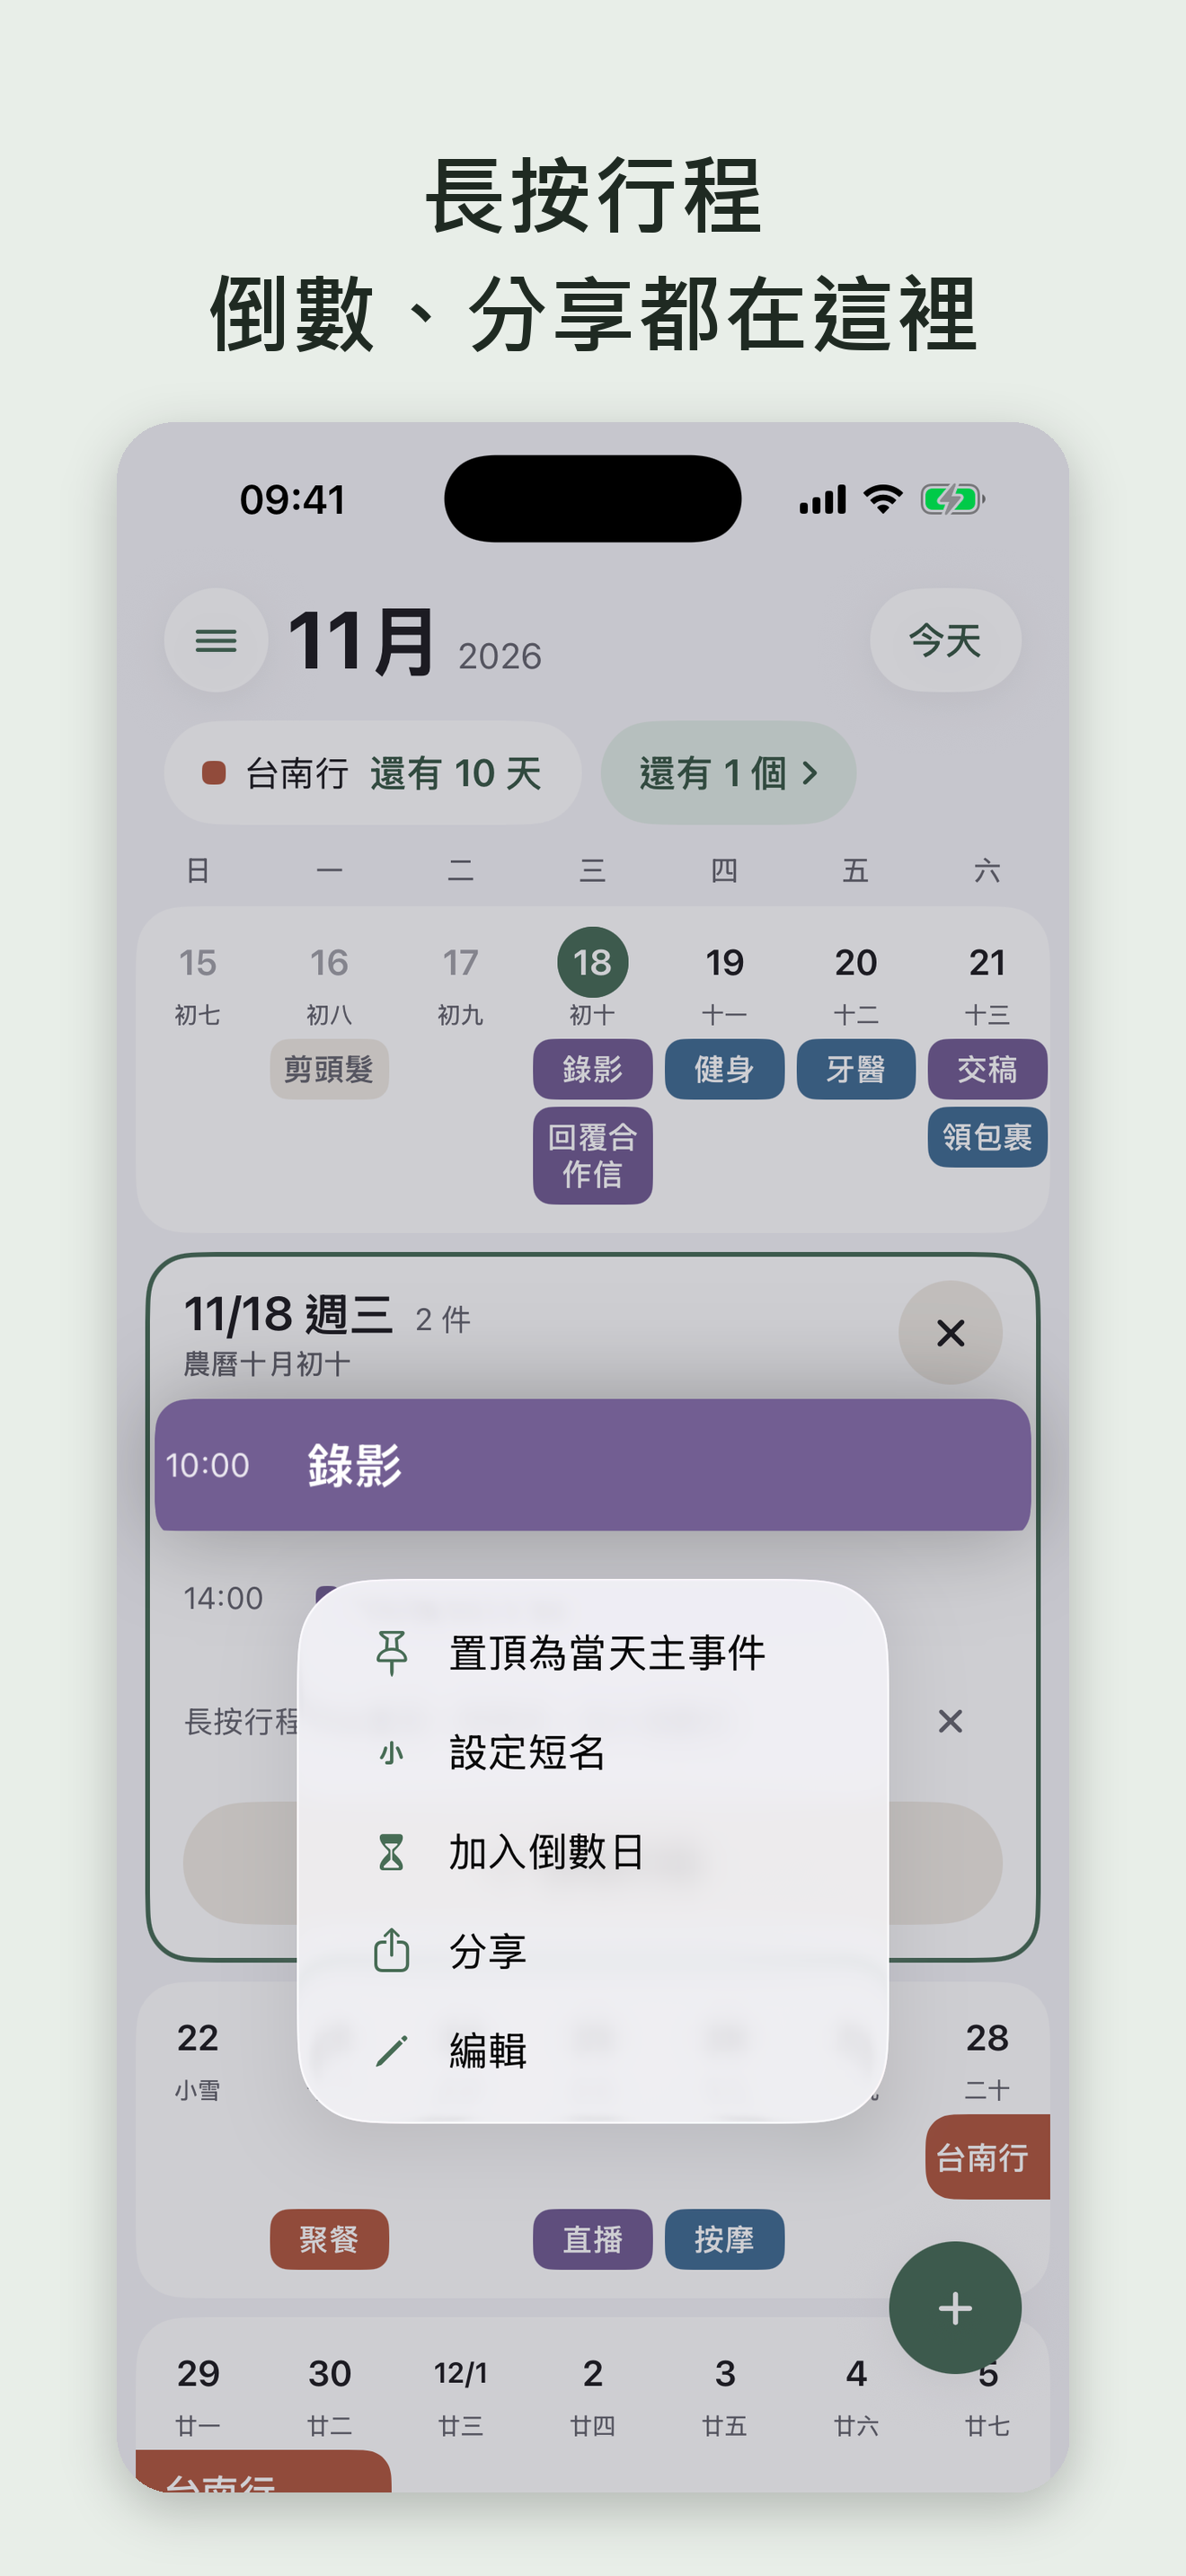 長按行程
倒數、分享都在這裡
09:41
11月 2026
今天
台南行 還有 10 天
還有 1 個
日 一 二 三 四 五 六
15 16 17 18 19 20 21
初七 初八 初九 初十 十一 十二 十三
剪頭髮 錄影 健身 牙醫 交稿
回覆合
作信
領包裹
11/18 週三 2 件
農曆十月初十
10:00 錄影
14:00
長按行程
置頂為當天主事件
小 設定短名
加入倒數日
分享
編輯
22 28
小雪 二十
台南行
聚餐 直播 按摩
29 30 12/1 2 3 4 5
廿一 廿二 廿三 廿四 廿五 廿六 廿七
台南行